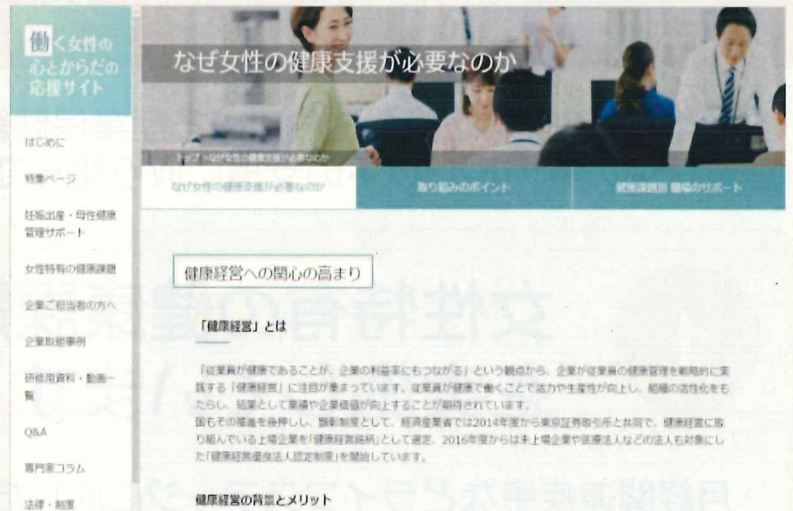 働く女性の
心とからだの
応援サイト
はじめに
特集ページ
妊娠出産・母性健康
管理サポート
女性特有の健康課題
企業ご担当者の方へ
企業取組事例
研修用資料・動画一
覧
Q&A
専門家コラム
法律・制度
なぜ女性の健康支援が必要なのか
トップ >なぜ女性の健康支援が必要なのか
なぜ女性の健康支援が必要なのか
取り組みのポイント
健康課題別 職場のサポート
健康経営への関心の高まり
「健康経営」とは
「従業員が健康であることが、企業の利益率にもつながる」という観点から、企業が従業員の健康管理を戦略的に実
践する「健康経営」に注目が集まっています。従業員が健康で働くことで活力や生産性が向上し、組織の活性化をも
たらし、結果として業績や企業価値が向上することが期待されています。
国もその推進を後押しし、顕彰制度として、経済産業省では2014年度から東京証券取引所と共同で、健康経営に取
り組んでいる上場企業を「健康経営銘柄」として選定、2016年度からは未上場企業や医療法人などの法人も対象にし
た「健康経営優良法人認定制度」を開始しています。
健康経営の背景とメリット